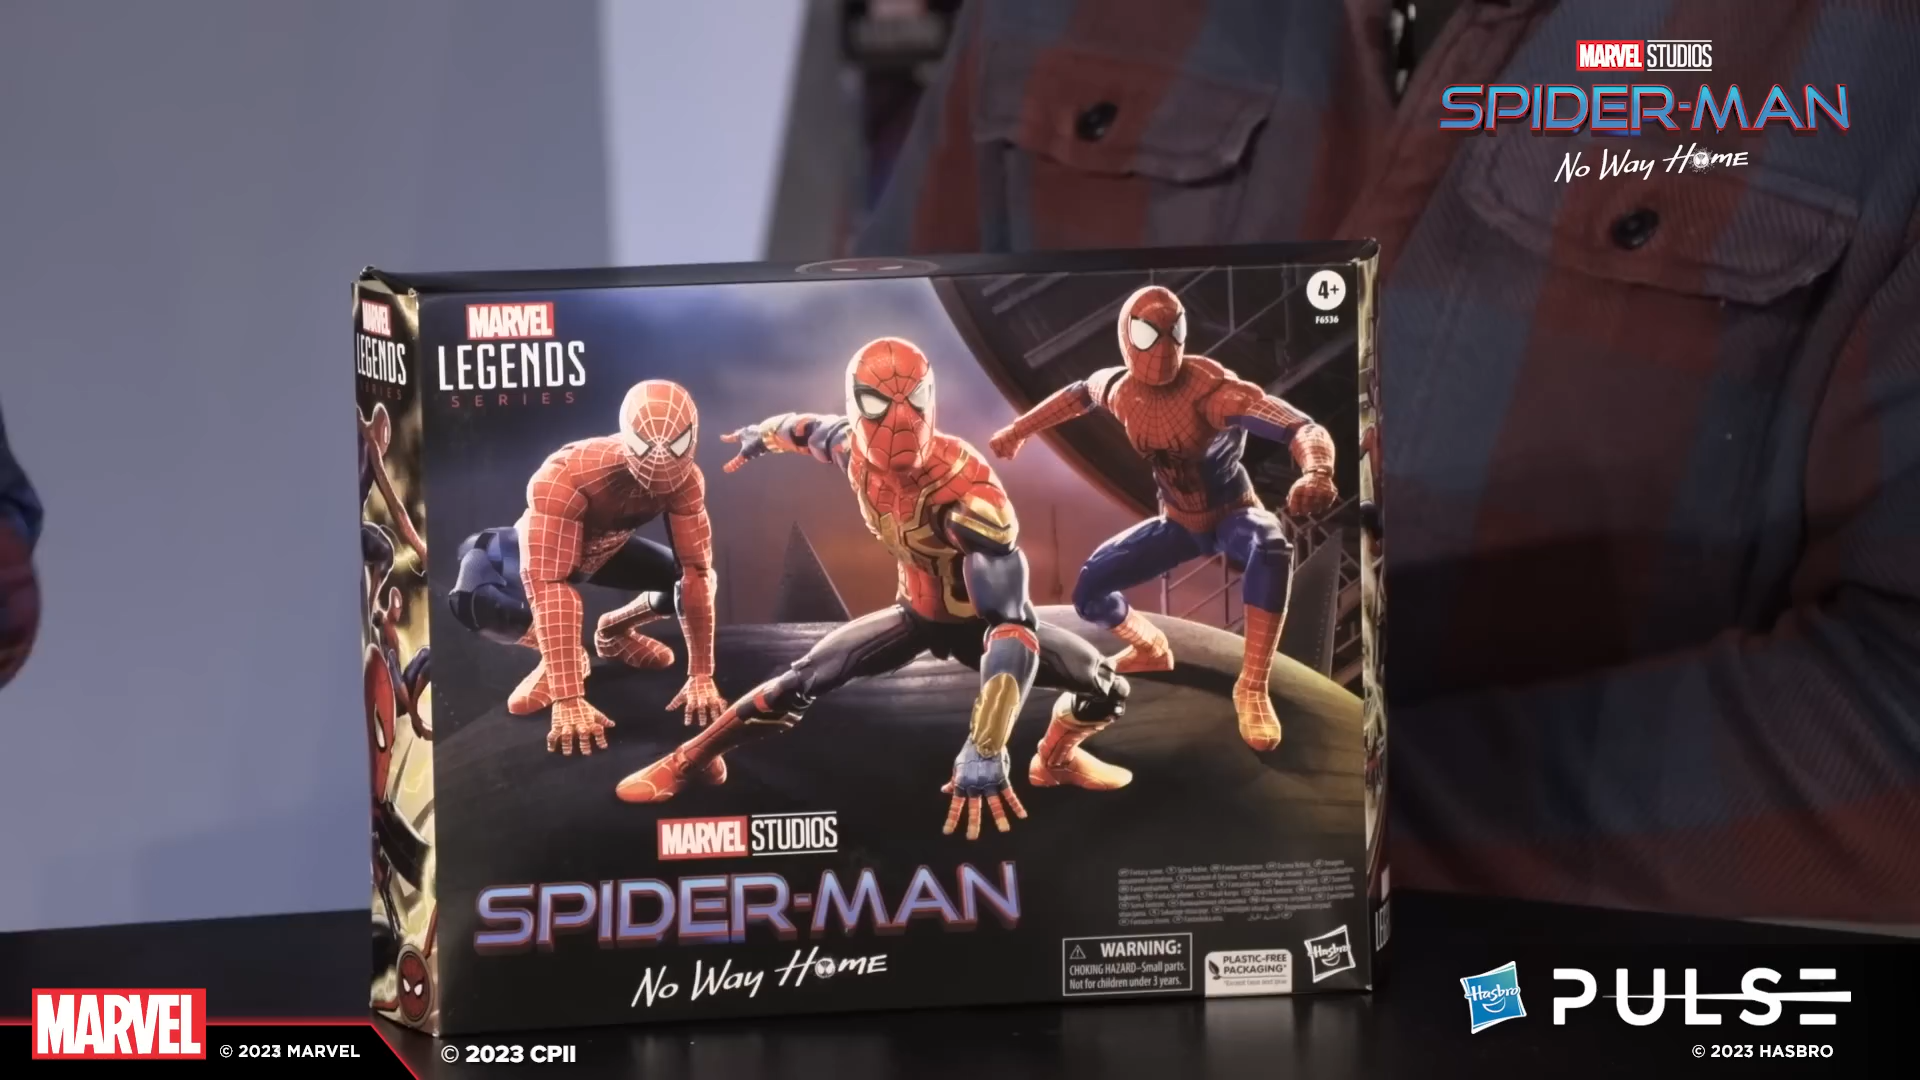 MARVEL STUDIOS
SPIDER-MAN
No Way Home
MARVEL
LEGENDS
SERIES
MARVEL
LEGENDS
SERIES
4+
F6536
MARVEL STUDIOS
SPIDER-MAN
No Way Home
WARNING:
CHOKING HAZARD–Small parts.
Not for children under 3 years.
PLASTIC-FREE
PACKAGING*
Hasbro
MARVEL
© 2023 MARVEL
© 2023 CPII
Hasbro
PULSE
© 2023 HASBRO